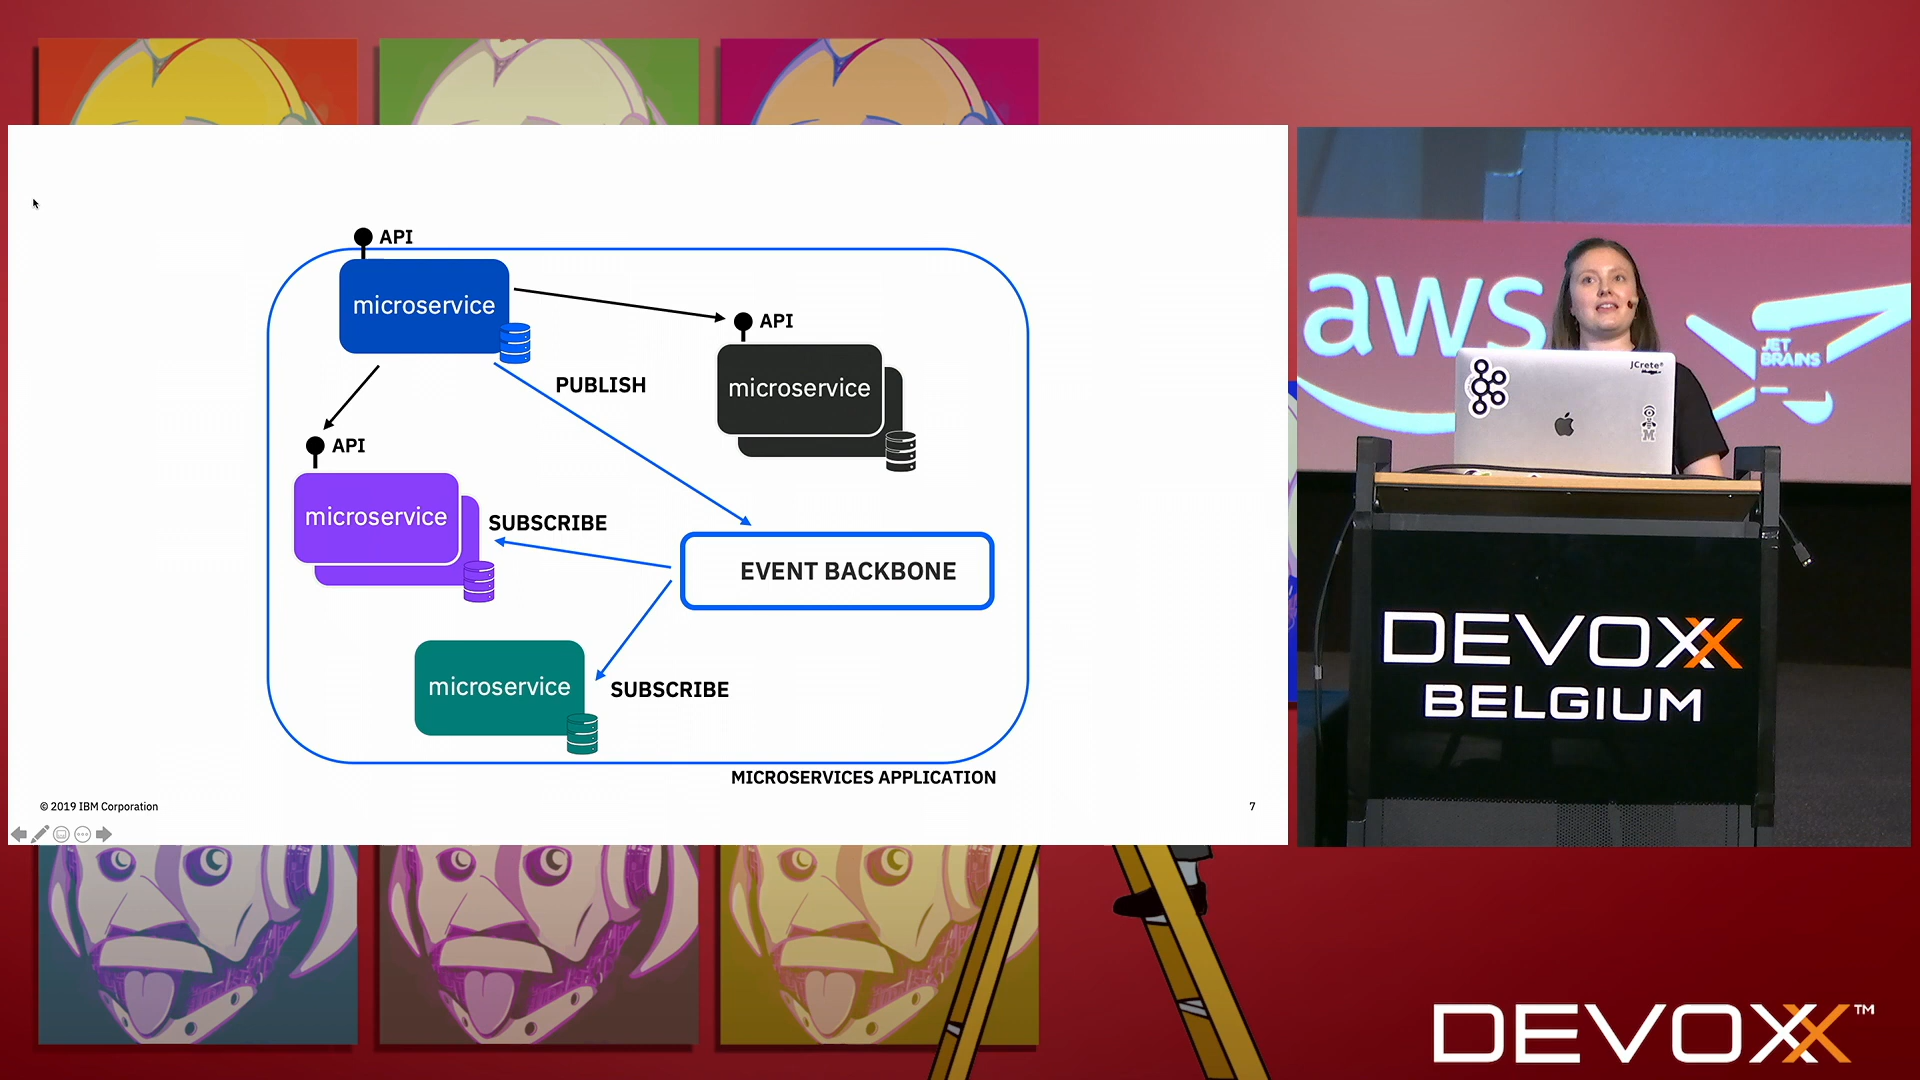 API
microservice
API
microservice
PUBLISH
API
microservice
SUBSCRIBE
EVENT BACKBONE
microservice
SUBSCRIBE
MICROSERVICES APPLICATION
© 2019 IBM Corporation
7
aws
JET
BRAINS
JCrete
M
DEVOXX
BELGIUM
DEVOXX™